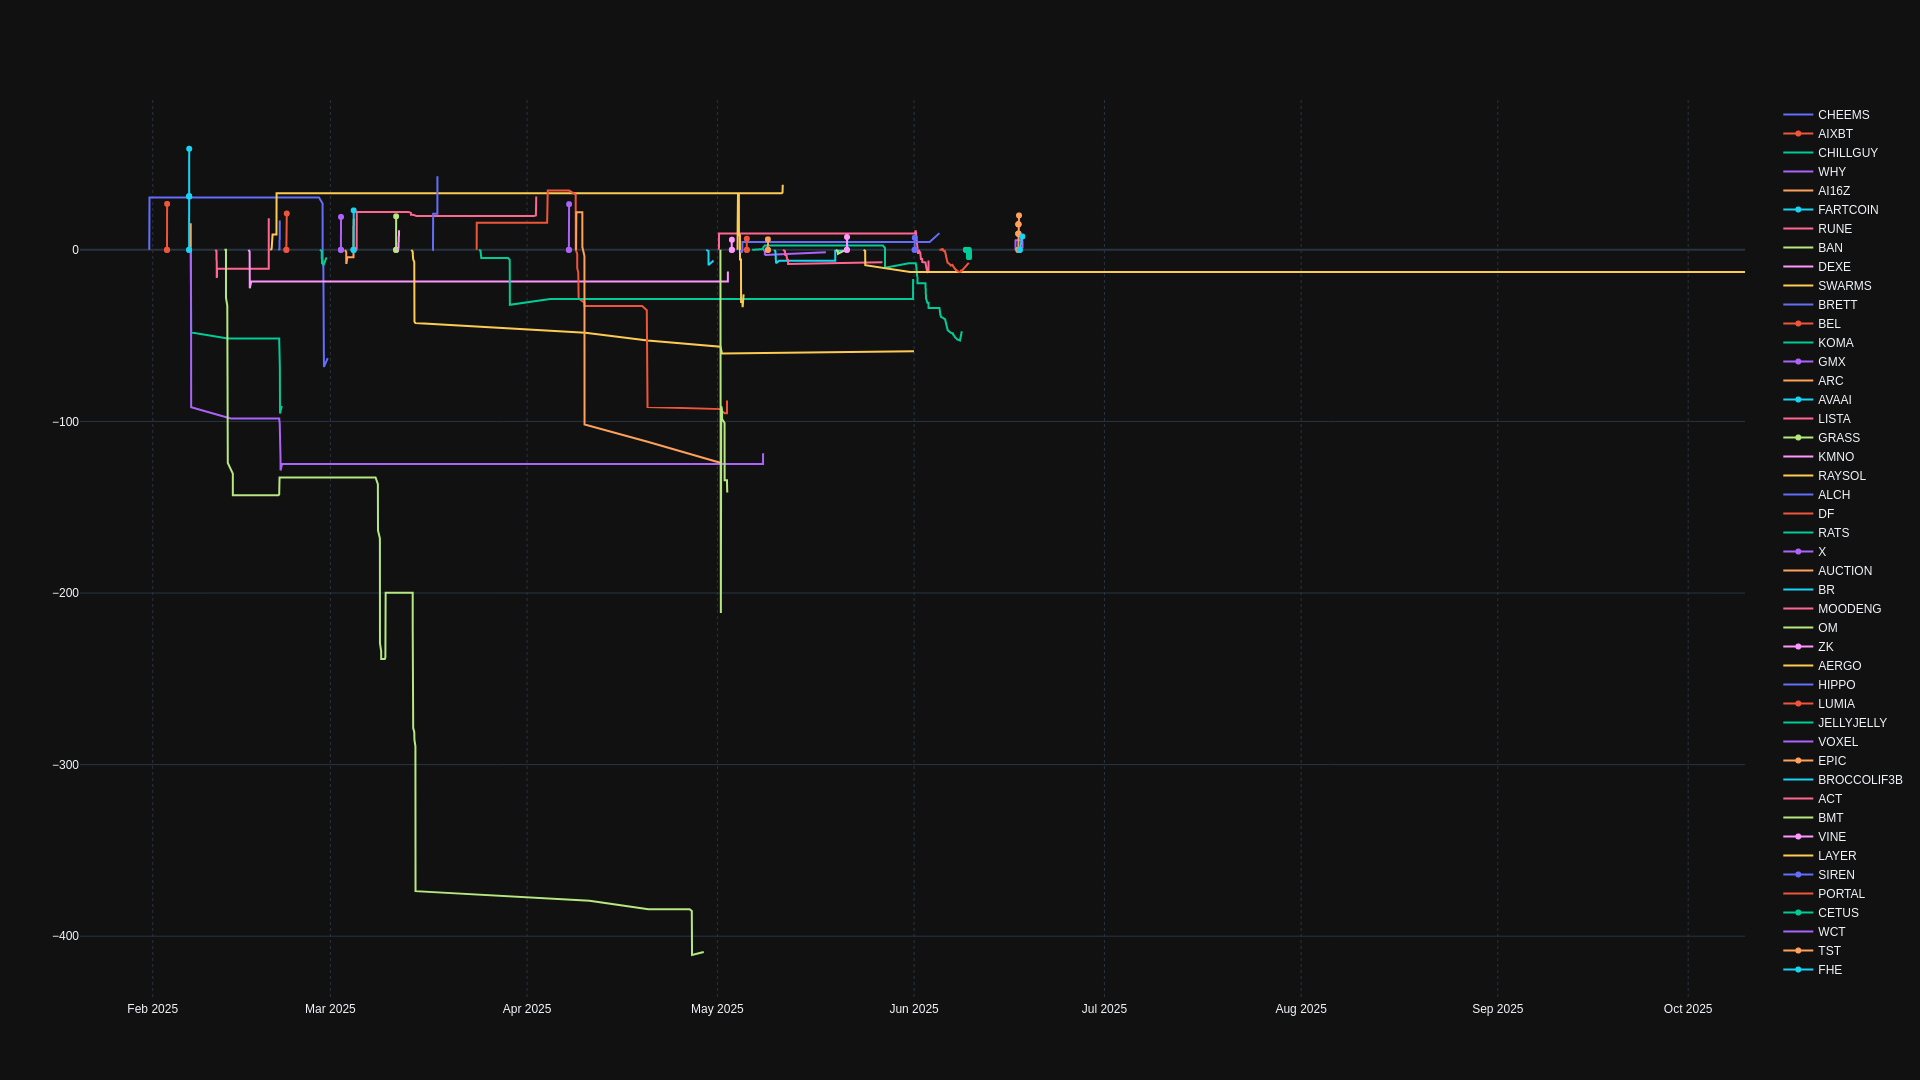 0
−100
−200
−300
−400
Feb 2025
Mar 2025
Apr 2025
May 2025
Jun 2025
Jul 2025
Aug 2025
Sep 2025
Oct 2025
CHEEMS
AIXBT
CHILLGUY
WHY
AI16Z
FARTCOIN
RUNE
BAN
DEXE
SWARMS
BRETT
BEL
KOMA
GMX
ARC
AVAAI
LISTA
GRASS
KMNO
RAYSOL
ALCH
DF
RATS
X
AUCTION
BR
MOODENG
OM
ZK
AERGO
HIPPO
LUMIA
JELLYJELLY
VOXEL
EPIC
BROCCOLIF3B
ACT
BMT
VINE
LAYER
SIREN
PORTAL
CETUS
WCT
TST
FHE